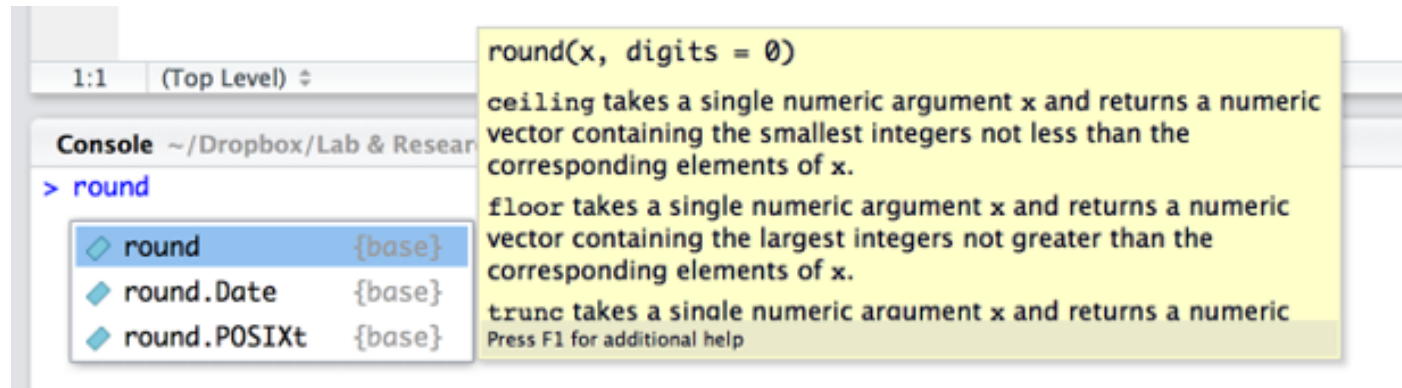 1:1 (Top Level)
Console ~/Dropbox/Lab & Resear
> round
round {base}
round.Date {base}
round.POSIXt {base}
round(x, digits = 0)
ceiling takes a single numeric argument x and returns a numeric
vector containing the smallest integers not less than the
corresponding elements of x.
floor takes a single numeric argument x and returns a numeric
vector containing the largest integers not greater than the
corresponding elements of x.
trunc takes a single numeric argument x and returns a numeric
Press F1 for additional help